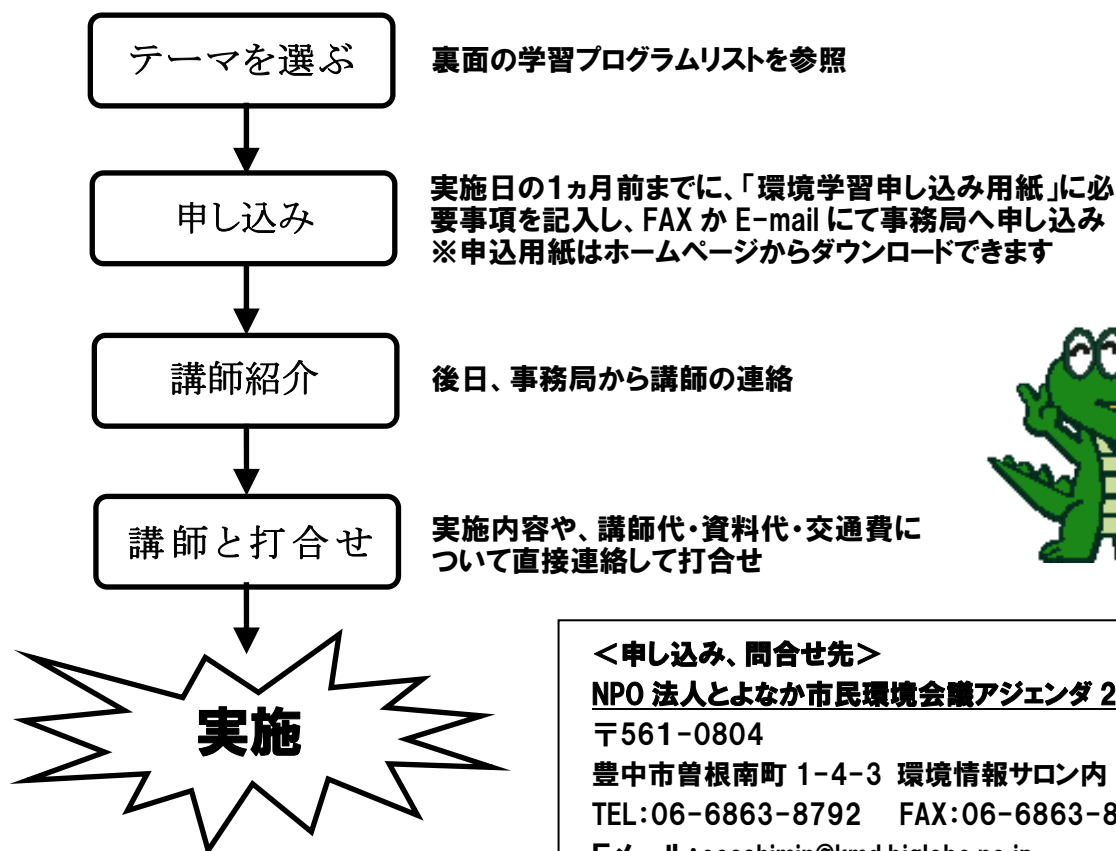 テーマを選ぶ
裏面の学習プログラムリストを参照
申し込み
実施日の1ヵ月前までに、「環境学習申し込み用紙」に必
要事項を記入し、FAX か E-mail にて事務局へ申し込み
※申込用紙はホームページからダウンロードできます
講師紹介
後日、事務局から講師の連絡
講師と打合せ
実施内容や、講師代・資料代・交通費に
ついて直接連絡して打合せ
実施
＜申し込み、問合せ先＞
NPO 法人とよなか市民環境会議アジェンダ 2
〒561-0804
豊中市曽根南町 1-4-3 環境情報サロン内
TEL:06-6863-8792 FAX:06-6863-8